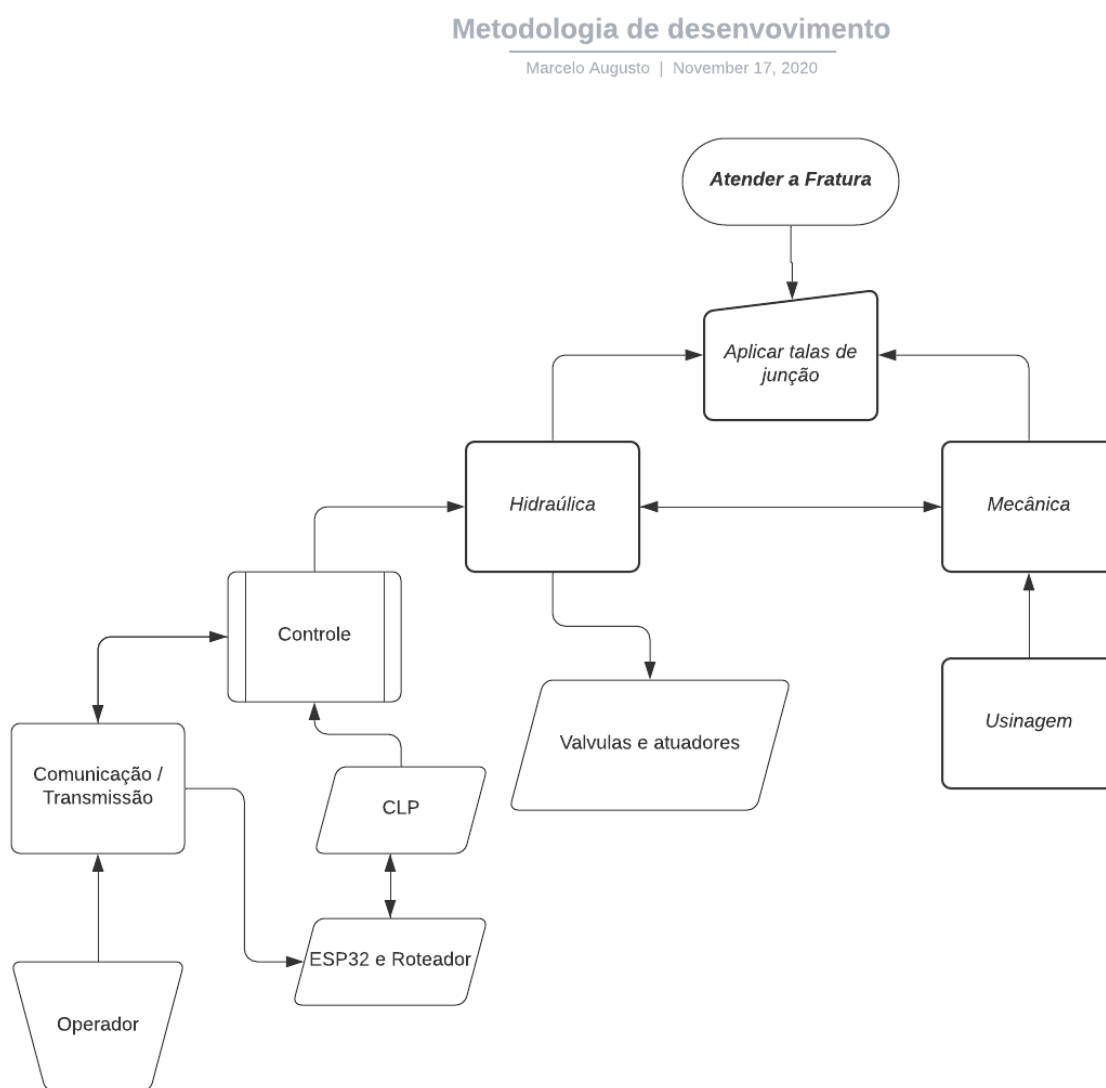 Metodologia de desenvovimento
Marcelo Augusto | November 17, 2020
Atender a Fratura
Aplicar talas de
junção
Hidraúlica
Mecânica
Controle
Usinagem
Valvulas e atuadores
Comunicação /
Transmissão
CLP
ESP32 e Roteador
Operador